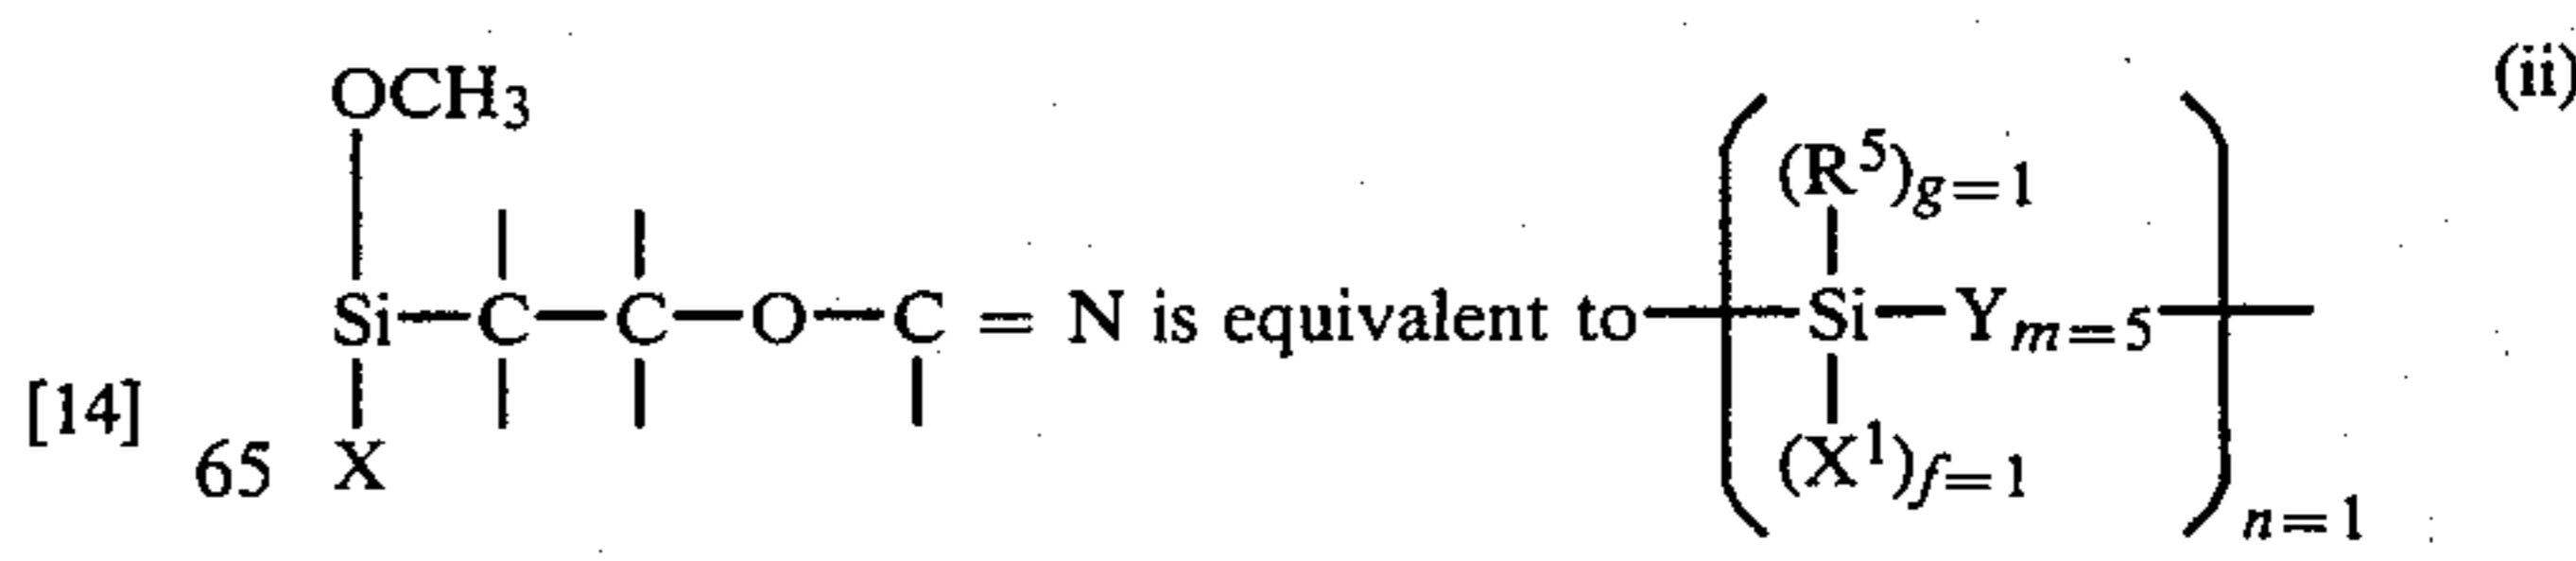 OCH3 (ii)
(R5)g=1
Si—C—C—O—C = N is equivalent to —Si—Ym=5—
[14]
65 X (X1)f=1
n=1